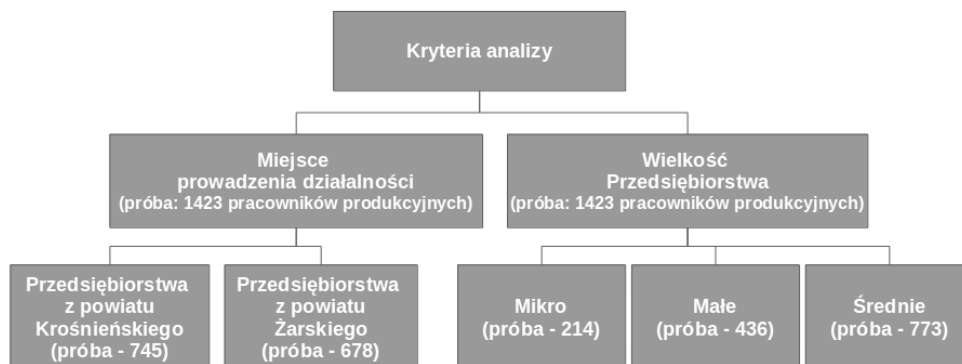 Kryteria analizy
Miejsce
prowadzenia działalności
(próba: 1423 pracowników produkcyjnych)
Wielkość
Przedsiębiorstwa
(próba: 1423 pracowników produkcyjnych)
Przedsiębiorstwa
z powiatu
Krośnieńskiego
(próba - 745)
Przedsiębiorstwa
z powiatu
Żarskiego
(próba - 678)
Mikro
(próba - 214)
Małe
(próba - 436)
Średnie
(próba - 773)